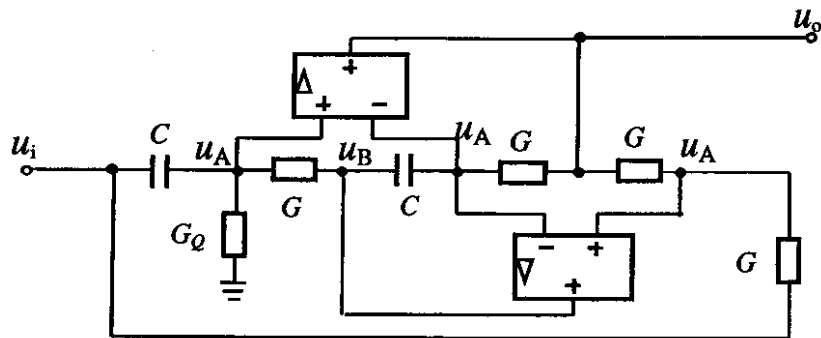 u_o
+
+ −
C u_A u_B u_A G G u_A
u_i
G C
G_Q − + G
+